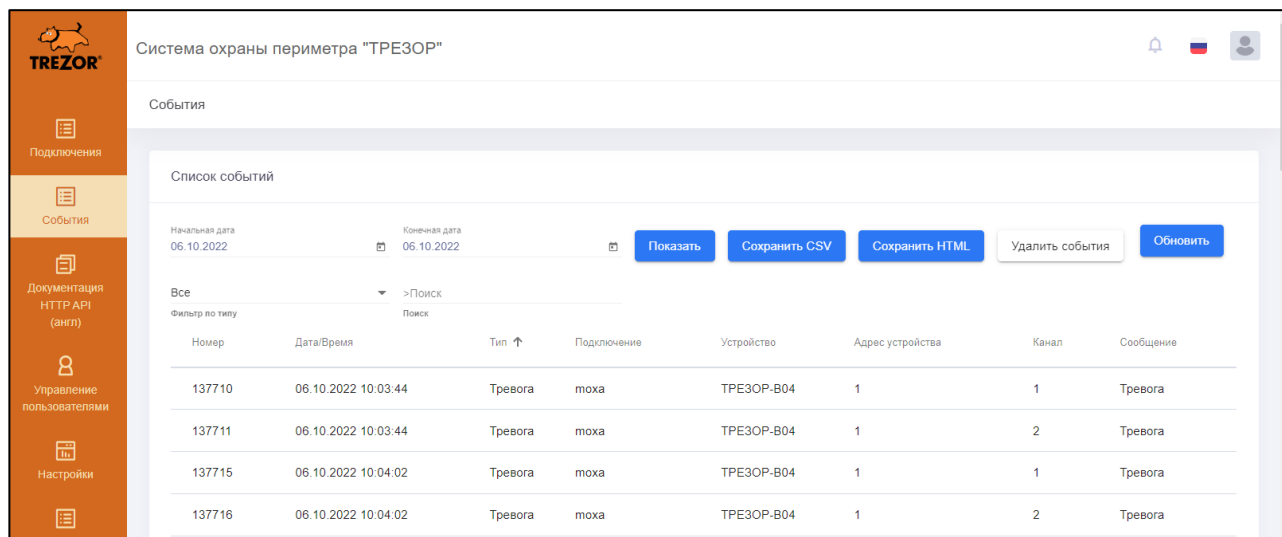 TREZOR®
Система охраны периметра "ТРЕЗОР"
События
Подключения
События
Документация
HTTP API
(англ)
Управление
пользователями
Настройки
Список событий
Начальная дата Конечная дата
06.10.2022 06.10.2022 Показать Сохранить CSV Сохранить HTML Удалить события Обновить
Все >Поиск
Фильтр по типу Поиск
Номер Дата/Время Тип ↑ Подключение Устройство Адрес устройства Канал Сообщение
137710 06.10.2022 10:03:44 Тревога moxa ТРЕЗОР-В04 1 1 Тревога
137711 06.10.2022 10:03:44 Тревога moxa ТРЕЗОР-В04 1 2 Тревога
137715 06.10.2022 10:04:02 Тревога moxa ТРЕЗОР-В04 1 1 Тревога
137716 06.10.2022 10:04:02 Тревога moxa ТРЕЗОР-В04 1 2 Тревога